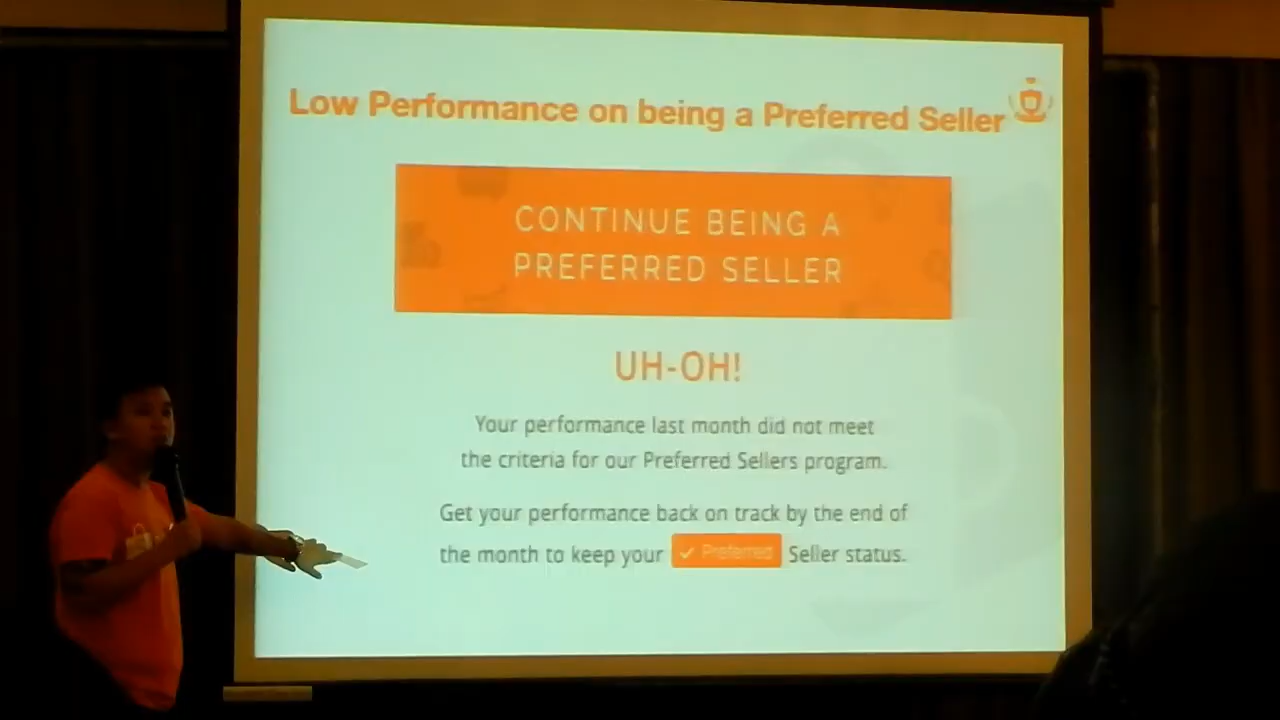 Low Performance on being a Preferred Seller
CONTINUE BEING A
PREFERRED SELLER
UH-OH!
Your performance last month did not meet
the criteria for our Preferred Sellers program.
Get your performance back on track by the end of
the month to keep your ✓ Preferred Seller status.